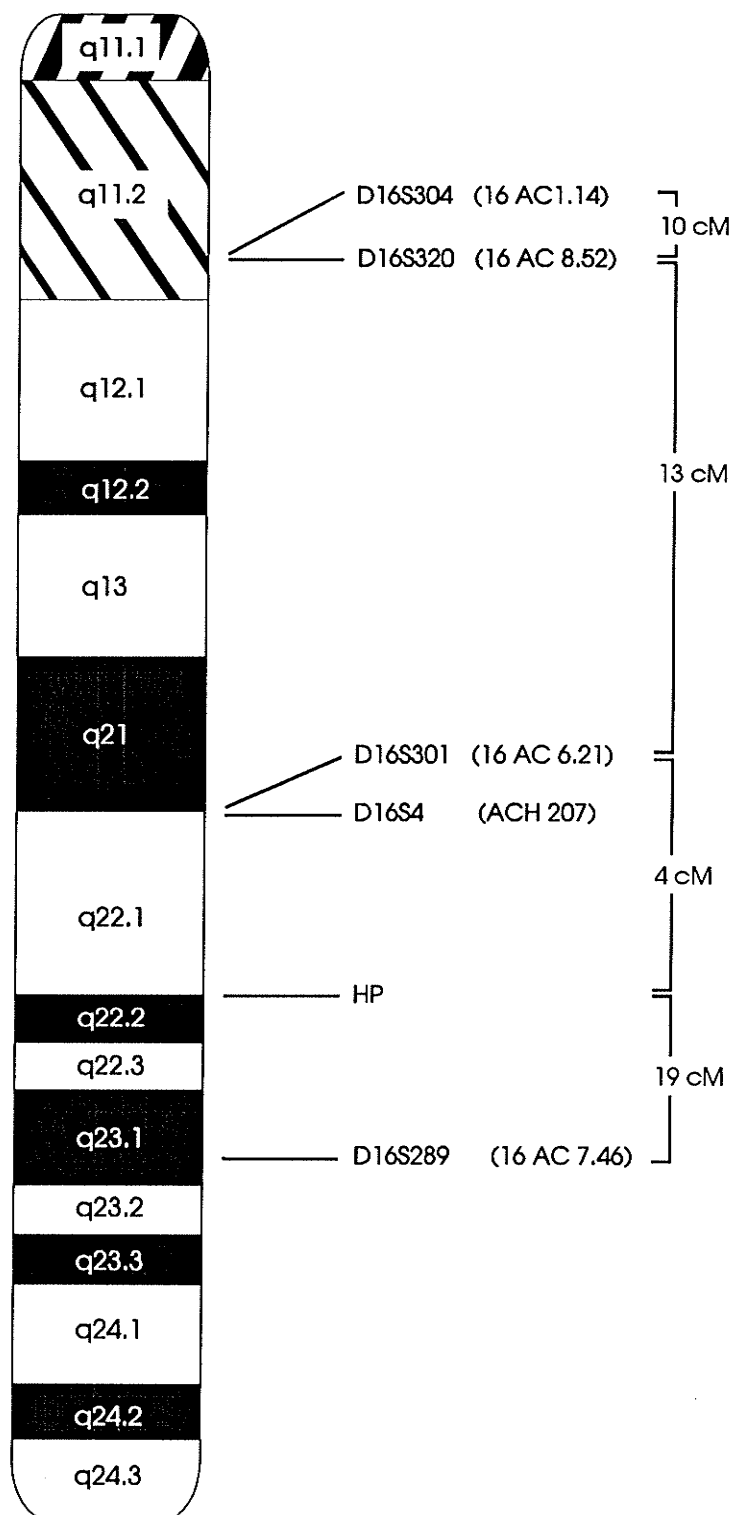 q11.1
q11.2
D16S304 (16 AC1.14)
10 cM
D16S320 (16 AC 8.52)
q12.1
q12.2
13 cM
q13
q21
D16S301 (16 AC 6.21)
D16S4 (ACH 207)
4 cM
q22.1
HP
q22.2
q22.3
19 cM
q23.1
D16S289 (16 AC 7.46)
q23.2
q23.3
q24.1
q24.2
q24.3